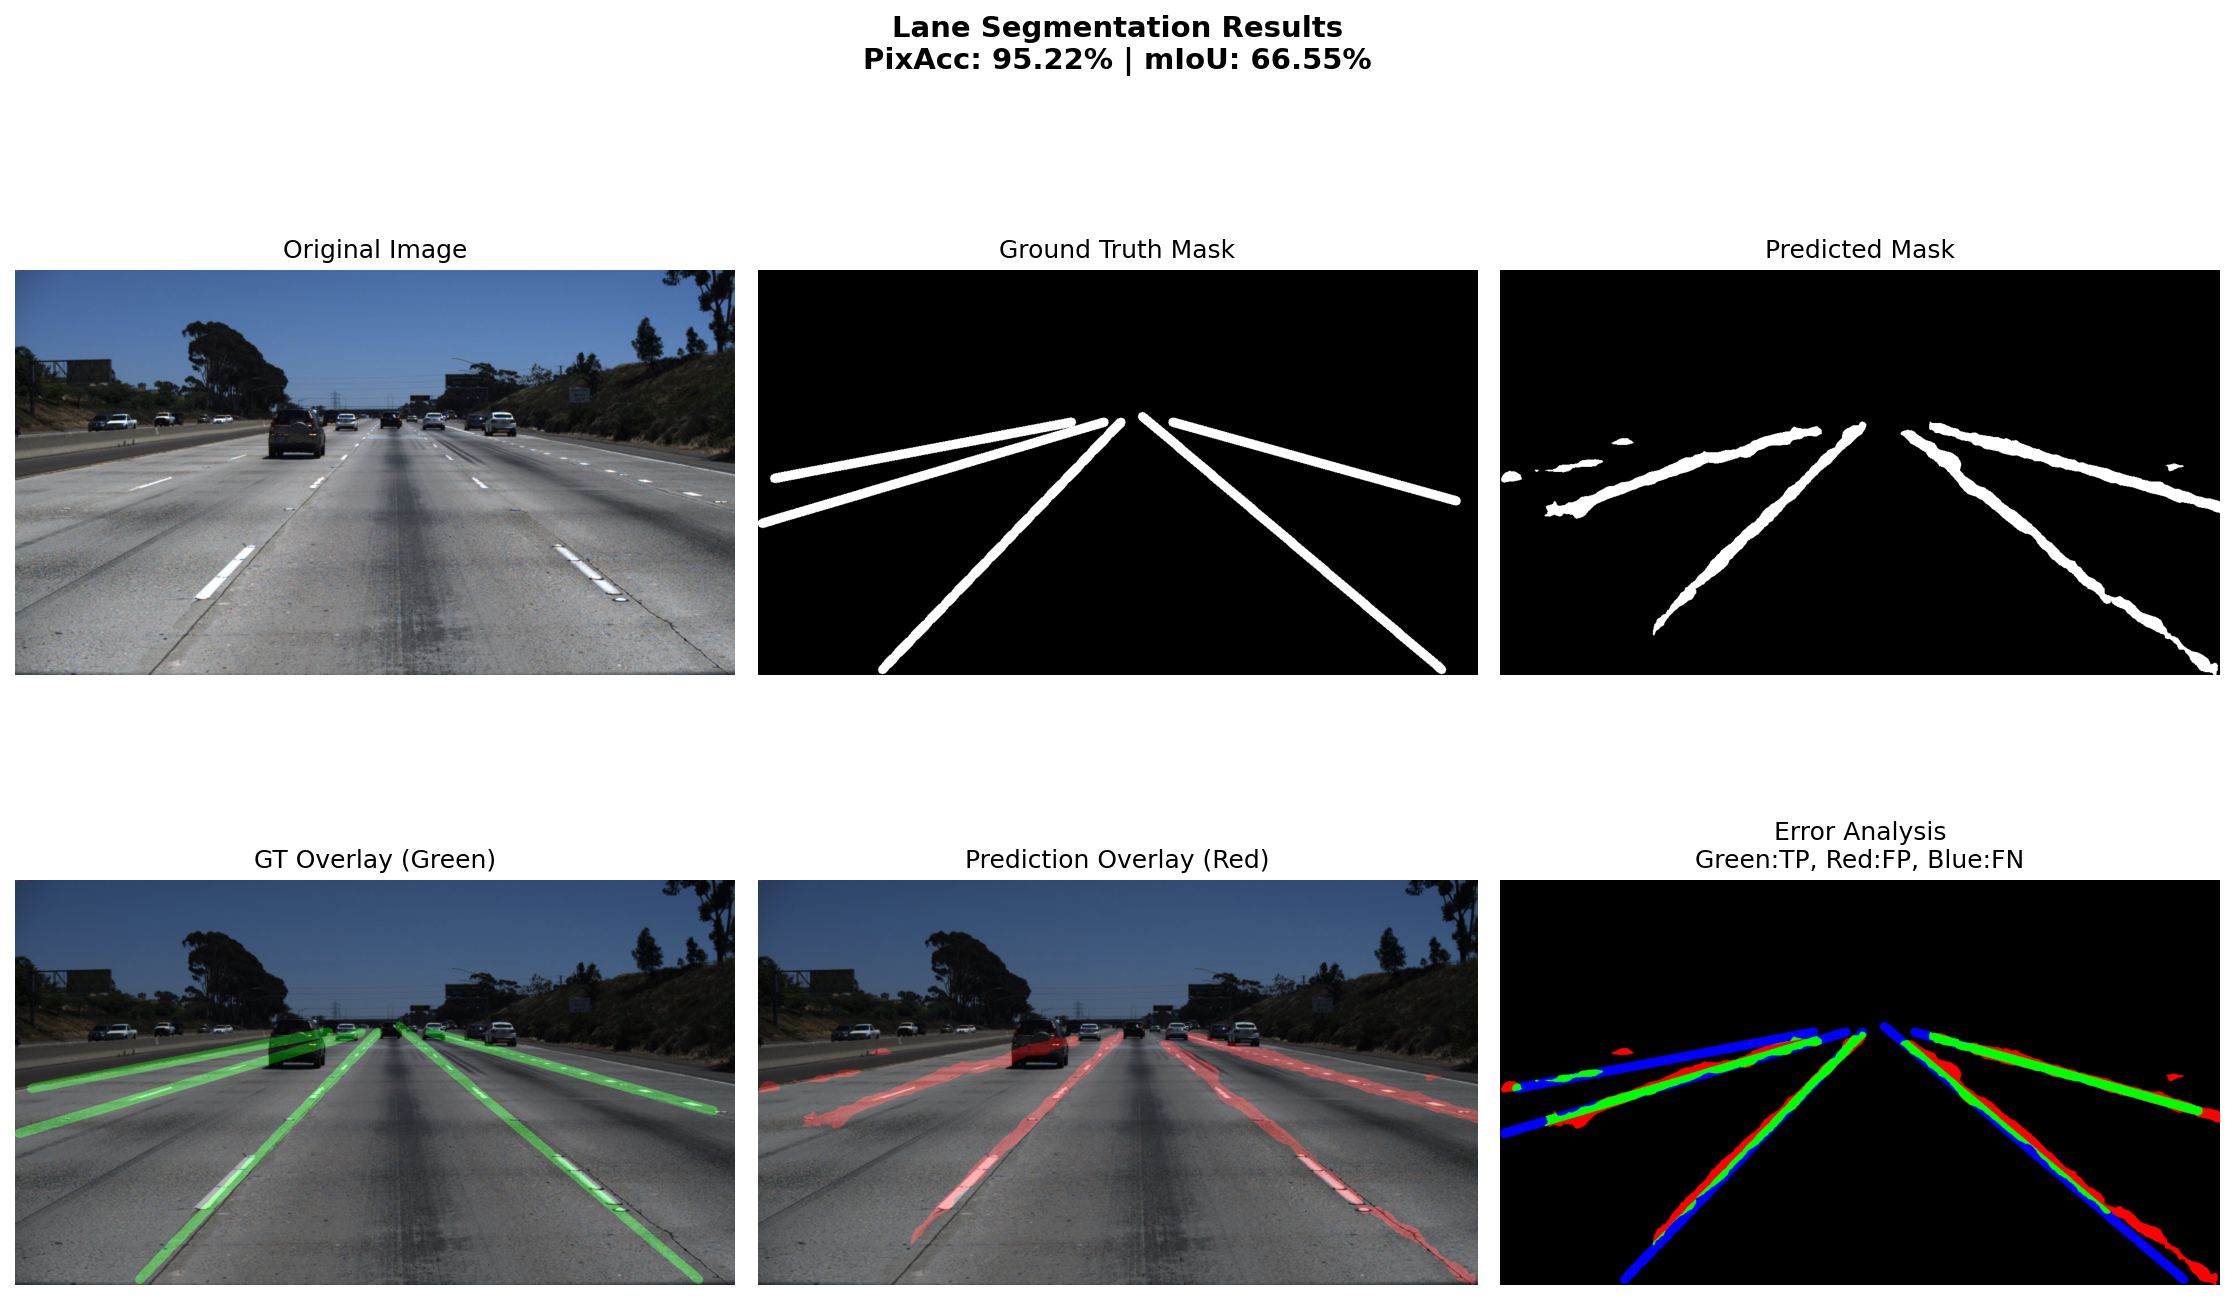 Lane Segmentation Results
PixAcc: 95.22% | mIoU: 66.55%
Original Image
Ground Truth Mask
Predicted Mask
GT Overlay (Green)
Prediction Overlay (Red)
Error Analysis
Green:TP, Red:FP, Blue:FN